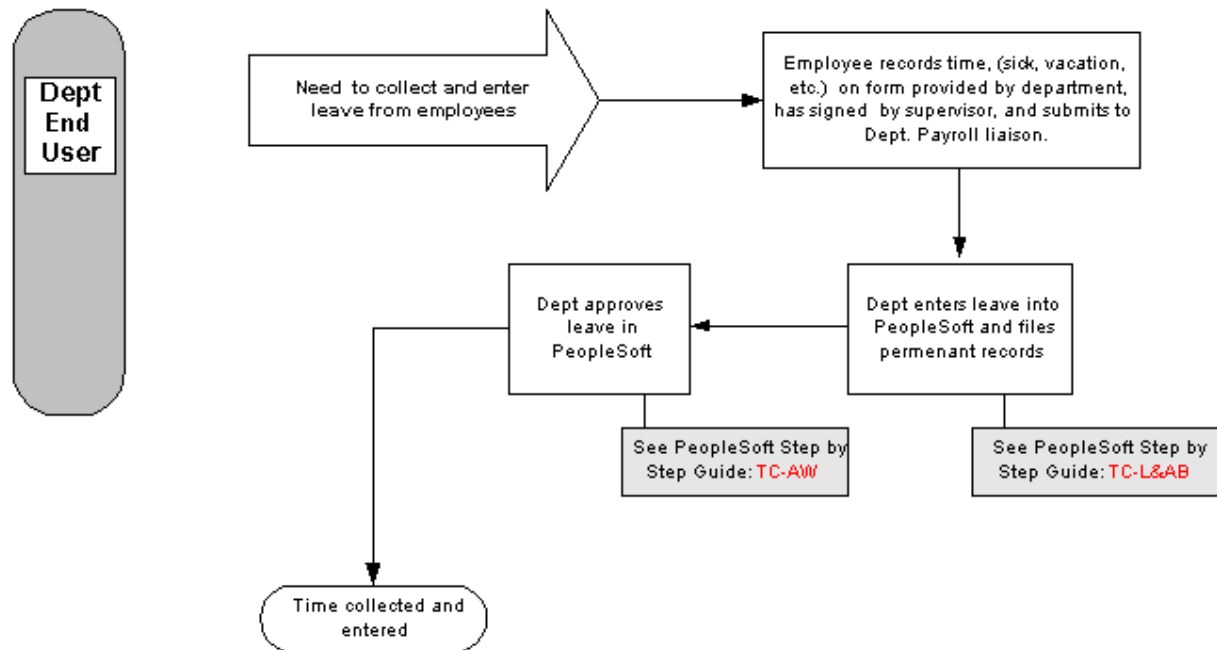 Dept
End
User
Need to collect and enter
leave from employees
Employee records time, (sick, vacation,
etc.) on form provided by department,
has signed by supervisor, and submits to
Dept. Payroll liaison.
Dept approves
leave in
PeopleSoft
Dept enters leave into
PeopleSoft and files
permenant records
See PeopleSoft Step by
Step Guide: TC-AW
See PeopleSoft Step by
Step Guide: TC-L&AB
Time collected and
entered